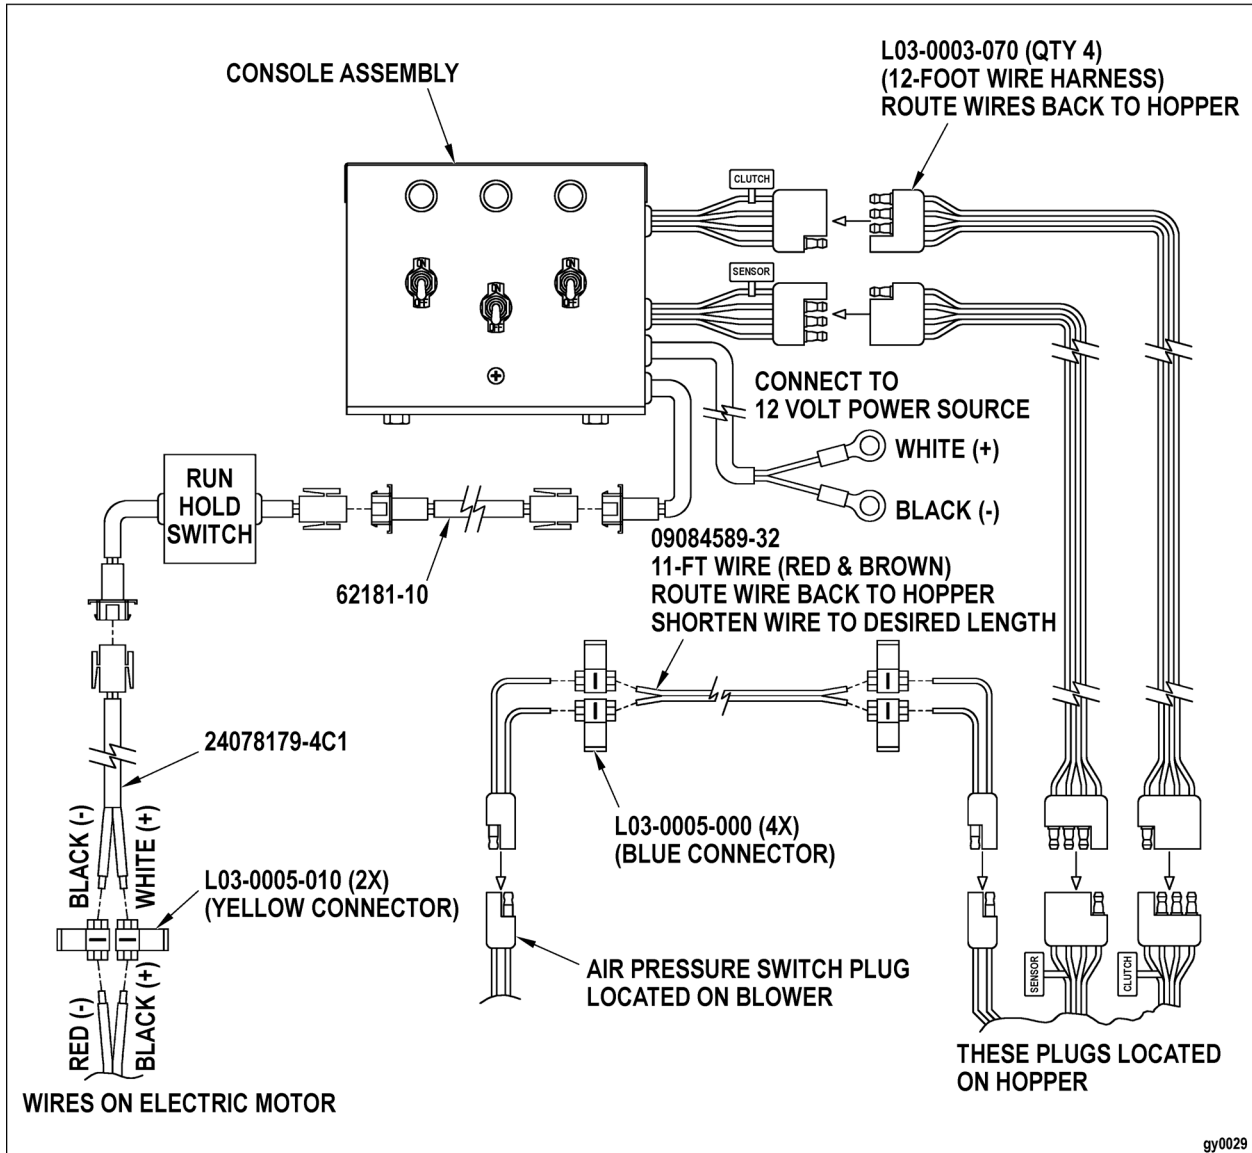 CONSOLE ASSEMBLY
L03-0003-070 (QTY 4)
(12-FOOT WIRE HARNESS)
ROUTE WIRES BACK TO HOPPER
CLUTCH
SENSOR
ON
OFF
ON
OFF
ON
OFF
CONNECT TO
12 VOLT POWER SOURCE
WHITE (+)
BLACK (-)
RUN
HOLD
SWITCH
62181-10
09084589-32
11-FT WIRE (RED & BROWN)
ROUTE WIRE BACK TO HOPPER
SHORTEN WIRE TO DESIRED LENGTH
24078179-4C1
BLACK (-)
WHITE (+)
L03-0005-000 (4X)
(BLUE CONNECTOR)
L03-0005-010 (2X)
(YELLOW CONNECTOR)
RED (-)
BLACK (+)
AIR PRESSURE SWITCH PLUG
LOCATED ON BLOWER
SENSOR
CLUTCH
THESE PLUGS LOCATED
ON HOPPER
WIRES ON ELECTRIC MOTOR
gy0029